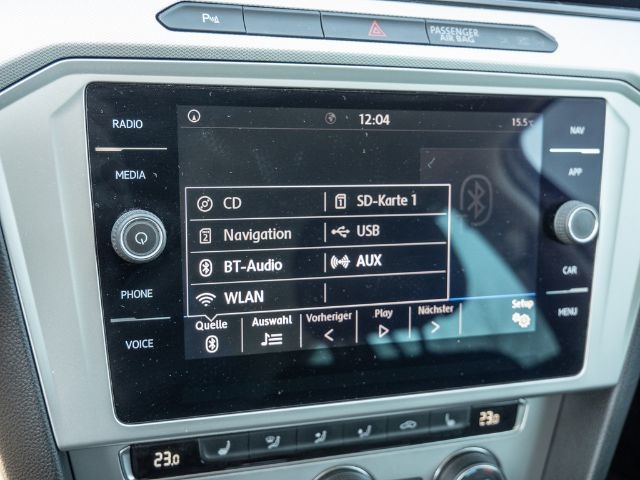 P
PASSENGER
AIR BAG
RADIO
MEDIA
PHONE
VOICE
12:04
15.5°C
CD
SD-Karte 1
Navigation
USB
BT-Audio
AUX
WLAN
Quelle
Auswahl
Vorheriger
Play
Nächster
Setup
NAV
APP
CAR
MENU
23.0
23.0